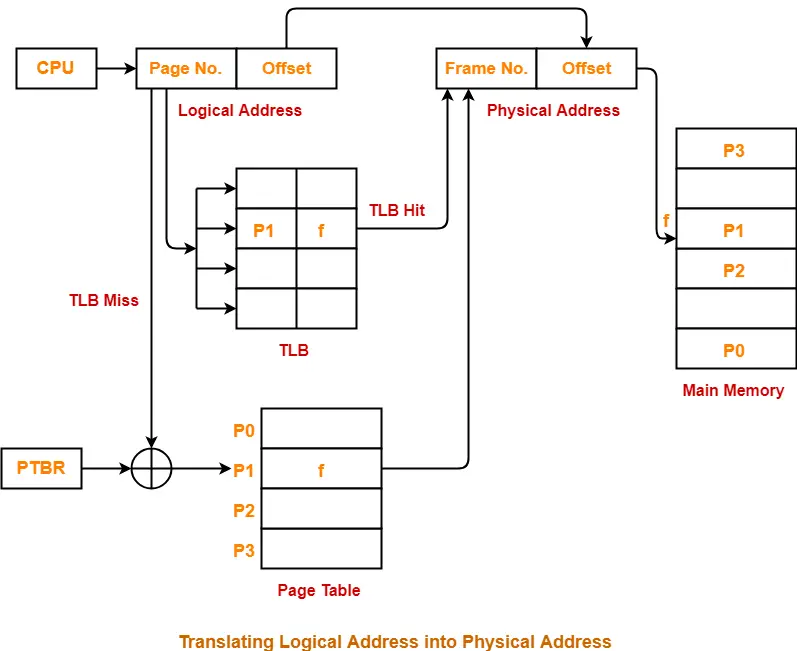 CPU
Page No.
Offset
Logical Address
Frame No.
Offset
Physical Address
P3
P1
P2
P0
f
Main Memory
TLB Hit
P1
f
TLB
TLB Miss
PTBR
P0
P1
f
P2
P3
Page Table
Translating Logical Address into Physical Address